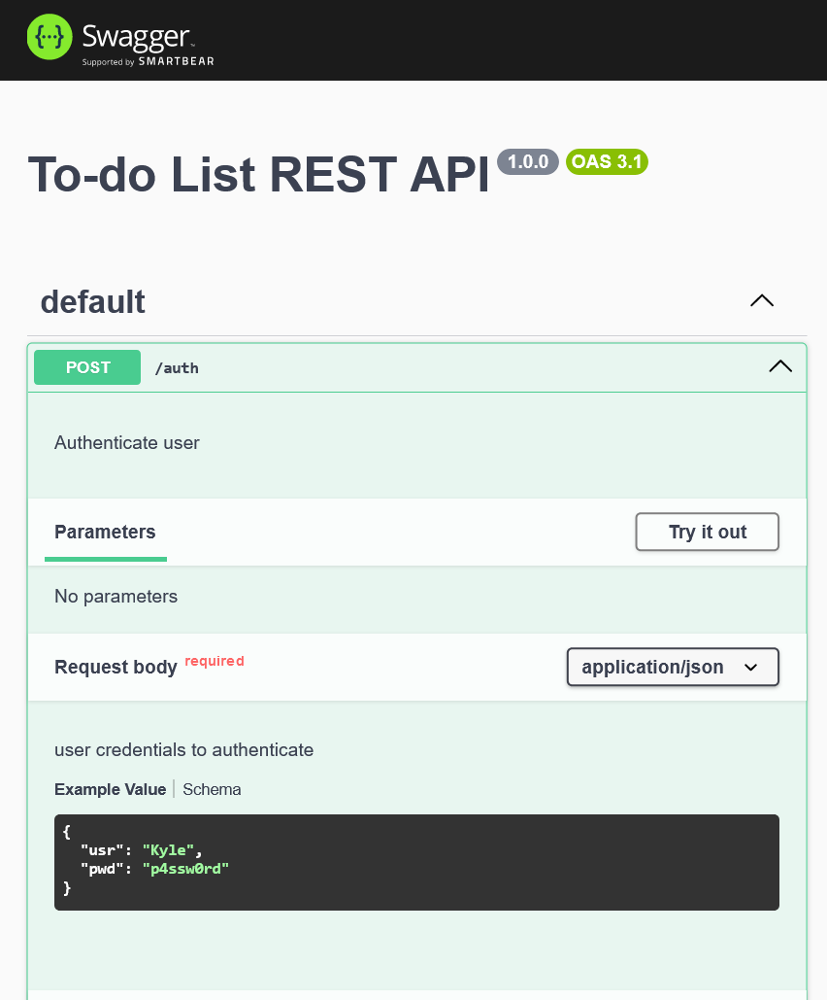 {...} Swagger™
Supported by SMARTBEAR
To-do List REST API 1.0.0 OAS 3.1
default
POST /auth
Authenticate user
Parameters Try it out
No parameters
Request body required application/json
user credentials to authenticate
Example Value | Schema
{
  "usr": "Kyle",
  "pwd": "p4ssw0rd"
}